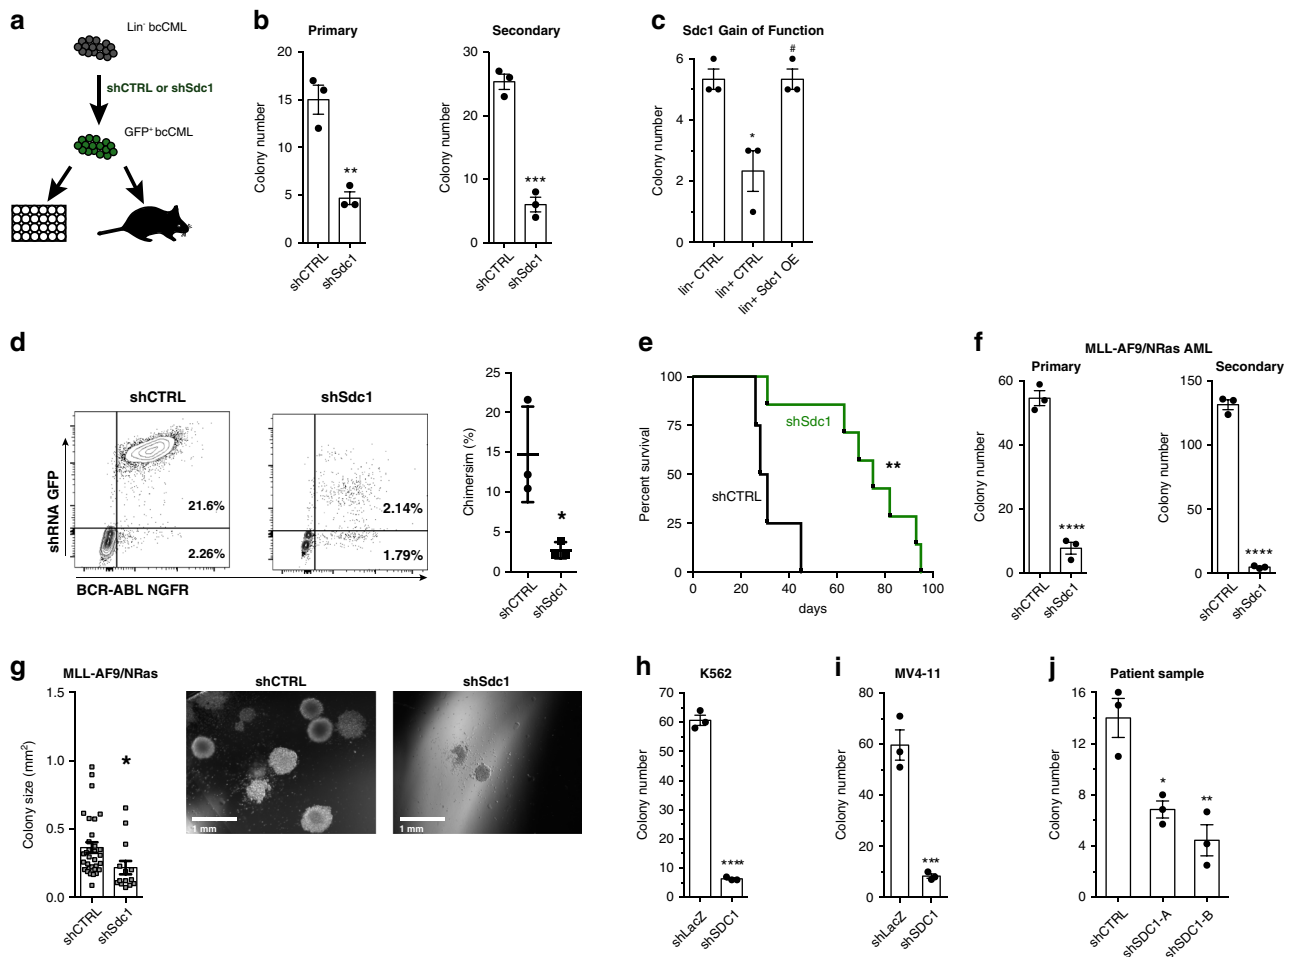 a
Lin- bcCML
shCTRL or shSdc1
GFP+ bcCML
b
Primary
Colony number
20
15
10
5
0
**
shCTRL
shSdc1
Secondary
Colony number
30
20
10
0
***
shCTRL
shSdc1
c
Sdc1 Gain of Function
Colony number
6
4
2
0
*
#
lin- CTRL
lin+ CTRL
lin+ Sdc1 OE
d
shCTRL
shSdc1
shRNA GFP
21.6%
2.26%
2.14%
1.79%
BCR-ABL NGFR
Chimersim (%)
25
20
15
10
5
0
*
shCTRL
shSdc1
e
Percent survival
100
75
50
25
0
shSdc1
shCTRL
**
0 20 40 60 80 100
days
f
MLL-AF9/NRas AML
Primary
Colony number
60
40
20
0
****
shCTRL
shSdc1
Secondary
Colony number
150
100
50
0
****
shCTRL
shSdc1
g
MLL-AF9/NRas
Colony size (mm2)
1.5
1.0
0.5
0.0
*
shCTRL
shSdc1
shCTRL
1 mm
shSdc1
1 mm
h
K562
Colony number
70
60
50
40
30
20
10
0
****
shLacZ
shSDC1
i
MV4-11
Colony number
80
60
40
20
0
***
shLacZ
shSDC1
j
Patient sample
Colony number
16
12
8
4
0
*
**
shCTRL
shSDC1-A
shSDC1-B